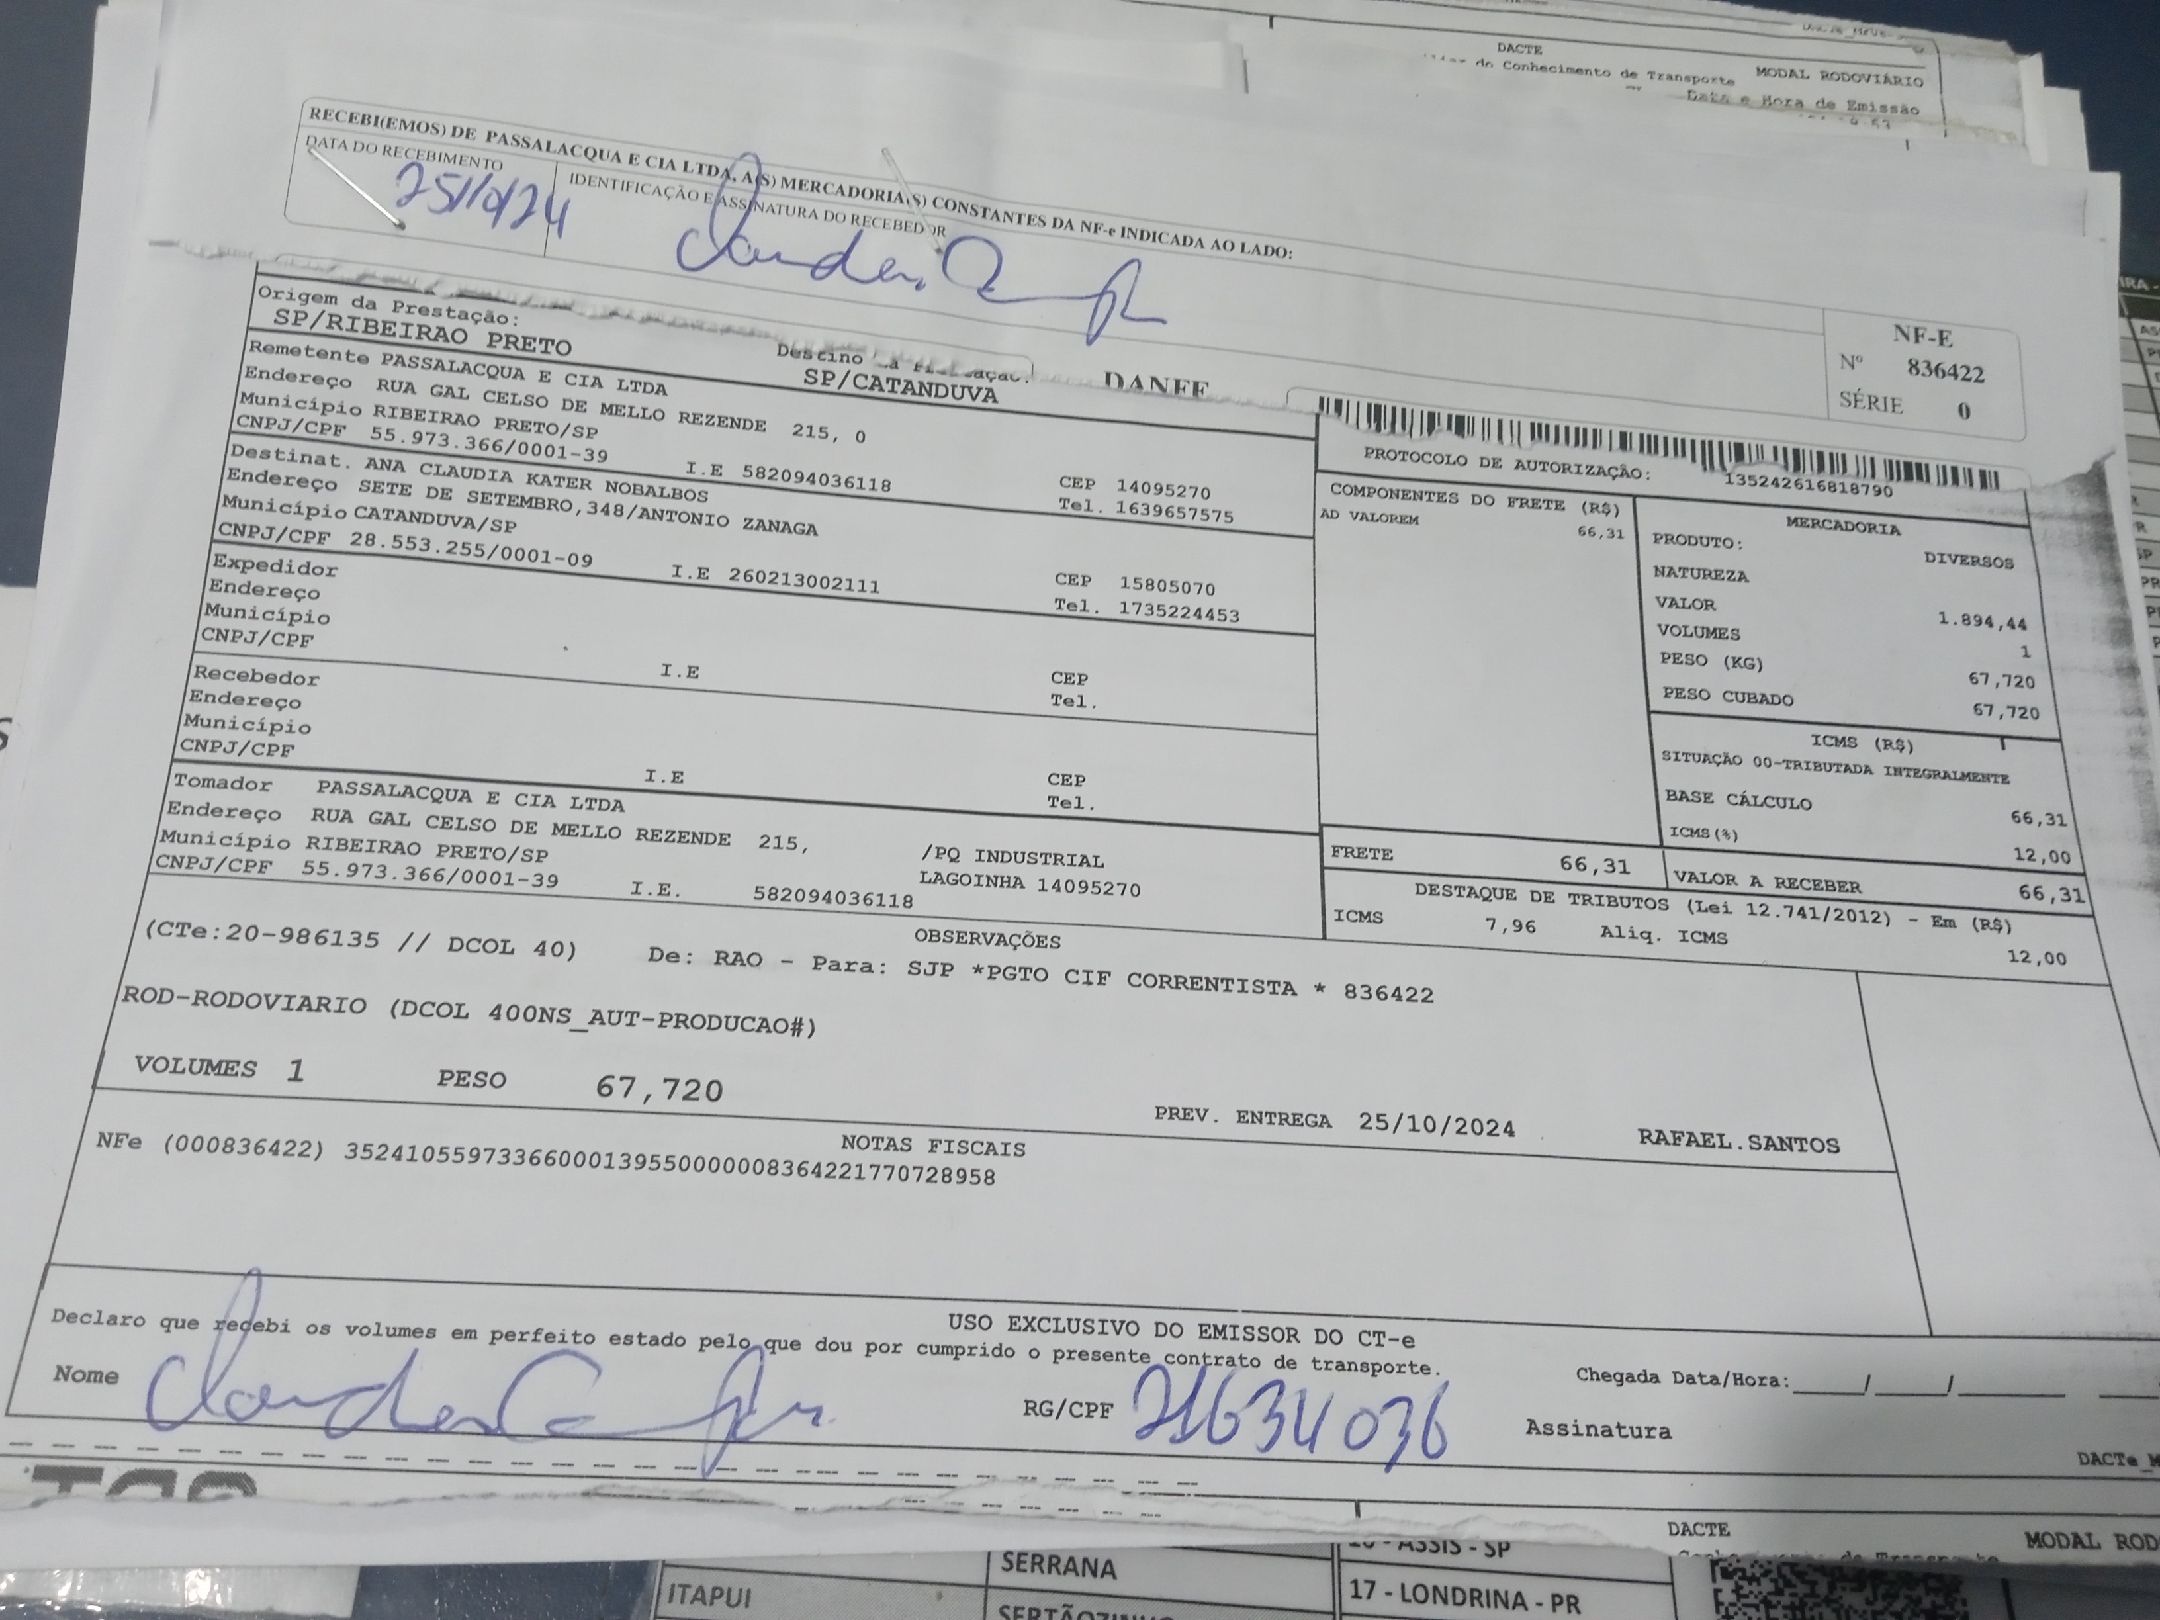 DACTE
do Conhecimento de Transporte
MODAL RODOVIÁRIO
Data e Hora de Emissão
RECEBI(EMOS) DE PASSALACQUA E CIA LTDA, A(S) MERCADORIA(S) CONSTANTES DA NF-e INDICADA AO LADO:
DATA DO RECEBIMENTO
IDENTIFICAÇÃO E ASSINATURA DO RECEBEDOR
25/10/24
NF-E
Nº 836422
SÉRIE 0
Origem da Prestação:
SP/RIBEIRAO PRETO
Destino
SP/CATANDUVA
DANFE
Remetente PASSALACQUA E CIA LTDA
Endereço RUA GAL CELSO DE MELLO REZENDE 215, 0
Município RIBEIRAO PRETO/SP CEP 14095270
CNPJ/CPF 55.973.366/0001-39 I.E 582094036118 Tel. 1639657575
Destinat. ANA CLAUDIA KATER NOBALBOS
Endereço SETE DE SETEMBRO,348/ANTONIO ZANAGA
Município CATANDUVA/SP CEP 15805070
CNPJ/CPF 28.553.255/0001-09 I.E 260213002111 Tel. 1735224453
Expedidor
Endereço
Município CEP
CNPJ/CPF I.E Tel.
Recebedor
Endereço
Município CEP
CNPJ/CPF I.E Tel.
Tomador PASSALACQUA E CIA LTDA
Endereço RUA GAL CELSO DE MELLO REZENDE 215, /PQ INDUSTRIAL
Município RIBEIRAO PRETO/SP LAGOINHA 14095270
CNPJ/CPF 55.973.366/0001-39 I.E. 582094036118
PROTOCOLO DE AUTORIZAÇÃO: 135242616818790
COMPONENTES DO FRETE (R$)
AD VALOREM 66,31
MERCADORIA
PRODUTO: DIVERSOS
NATUREZA
VALOR 1.894,44
VOLUMES 1
PESO (KG) 67,720
PESO CUBADO 67,720
ICMS (R$)
SITUAÇÃO 00-TRIBUTADA INTEGRALMENTE
BASE CÁLCULO 66,31
ICMS(%) 12,00
FRETE 66,31
VALOR A RECEBER 66,31
DESTAQUE DE TRIBUTOS (Lei 12.741/2012) - Em (R$)
ICMS 7,96 Aliq. ICMS 12,00
OBSERVAÇÕES
(CTe:20-986135 // DCOL 40) De: RAO - Para: SJP *PGTO CIF CORRENTISTA * 836422
ROD-RODOVIARIO (DCOL 400NS_AUT-PRODUCAO#)
VOLUMES 1 PESO 67,720
PREV. ENTREGA 25/10/2024 RAFAEL.SANTOS
NOTAS FISCAIS
NFe (000836422) 35241055973366000139550000008364221770728958
USO EXCLUSIVO DO EMISSOR DO CT-e
Declaro que recebi os volumes em perfeito estado pelo que dou por cumprido o presente contrato de transporte.
Nome
RG/CPF 21634036
Chegada Data/Hora:____/____/______
Assinatura
DACTe_M
DACTE
MODAL ROD
SERRANA
ITAPUI
ASSIS - SP
17 - LONDRINA - PR